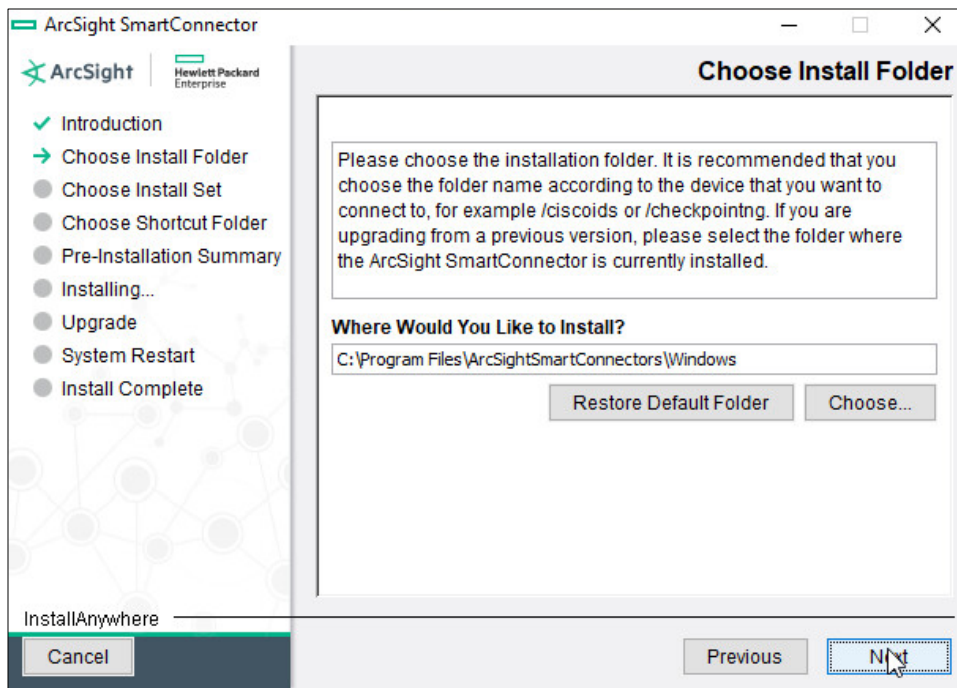 ArcSight SmartConnector
ArcSight
Hewlett Packard
Enterprise
Choose Install Folder
Introduction
Choose Install Folder
Choose Install Set
Choose Shortcut Folder
Pre-Installation Summary
Installing...
Upgrade
System Restart
Install Complete
Please choose the installation folder. It is recommended that you
choose the folder name according to the device that you want to
connect to, for example /ciscoids or /checkpointng. If you are
upgrading from a previous version, please select the folder where
the ArcSight SmartConnector is currently installed.
Where Would You Like to Install?
C:\Program Files\ArcSightSmartConnectors\Windows
Restore Default Folder
Choose...
InstallAnywhere
Cancel
Previous
Next